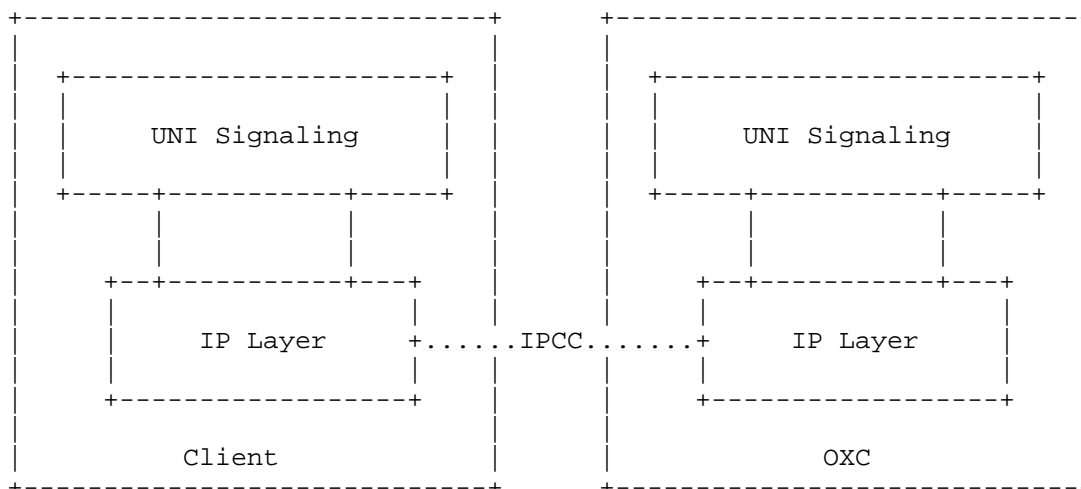 UNI Signaling UNI Signaling
IP Layer IPCC IP Layer
Client OXC